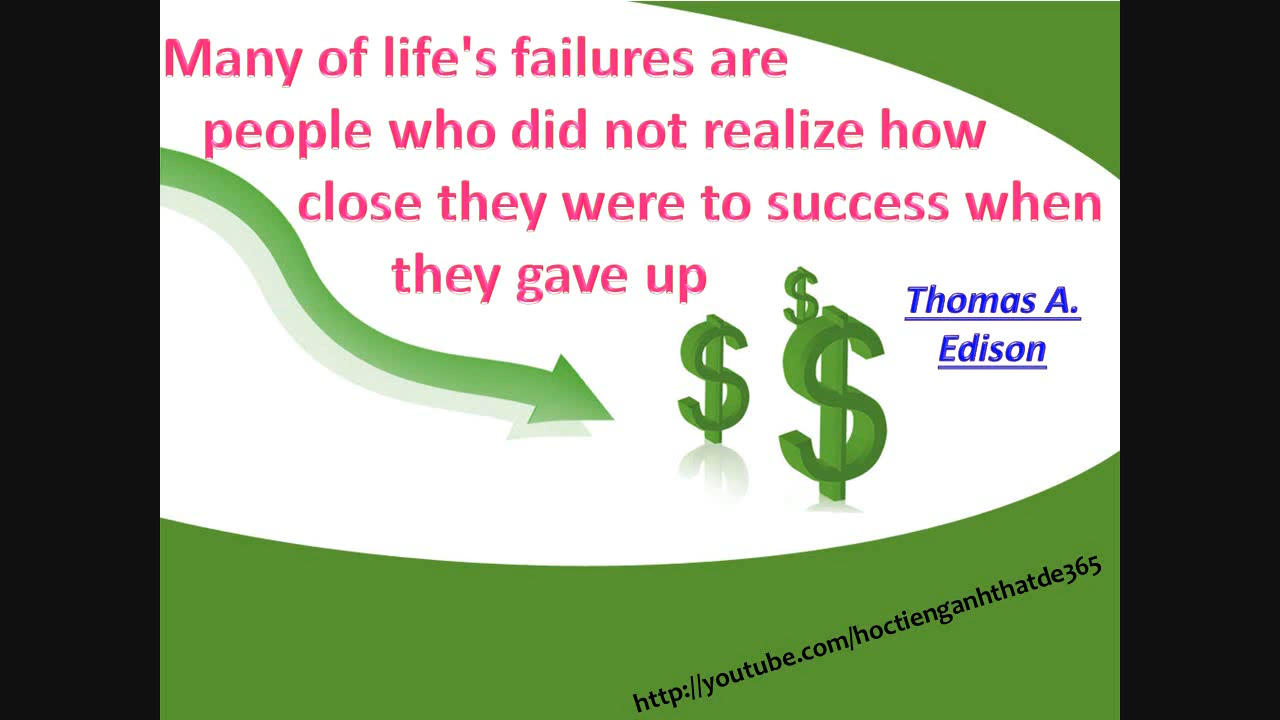 Many of life's failures are
people who did not realize how
close they were to success when
they gave up
Thomas A.
Edison
http://youtube.com/hoctienganhthatde365